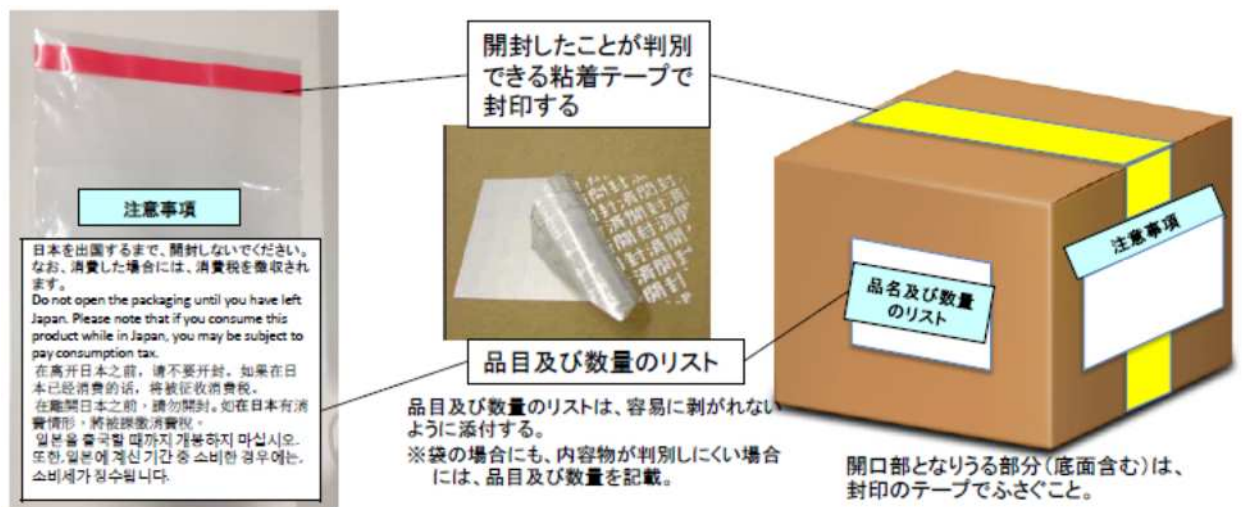 開封したことが判別
できる粘着テープで
封印する
注意事項
日本を出国するまで、開封しないでください。
なお、消費した場合には、消費税を徴収され
ます。
Do not open the packaging until you have left
Japan. Please note that if you consume this
product while in Japan, you may be subject to
pay consumption tax.
在离开日本之前，请不要开封。如果在日
本已经消费的话，将被征收消费税。
在離開日本之前，請勿開封。如在日本有消
費情形，將被課徵消費稅。
일본을 출국할 때까지 개봉하지 마십시오.
또한, 일본에 계신 기간 중 소비한 경우에는,
소비세가 징수됩니다.
開封済
品目及び数量のリスト
品目及び数量のリストは、容易に剥がれない
ように添付する。
※袋の場合にも、内容物が判別しにくい場合
には、品目及び数量を記載。
品名及び数量
のリスト
注意事項
開口部となりうる部分（底面含む）は、
封印のテープでふさぐこと。